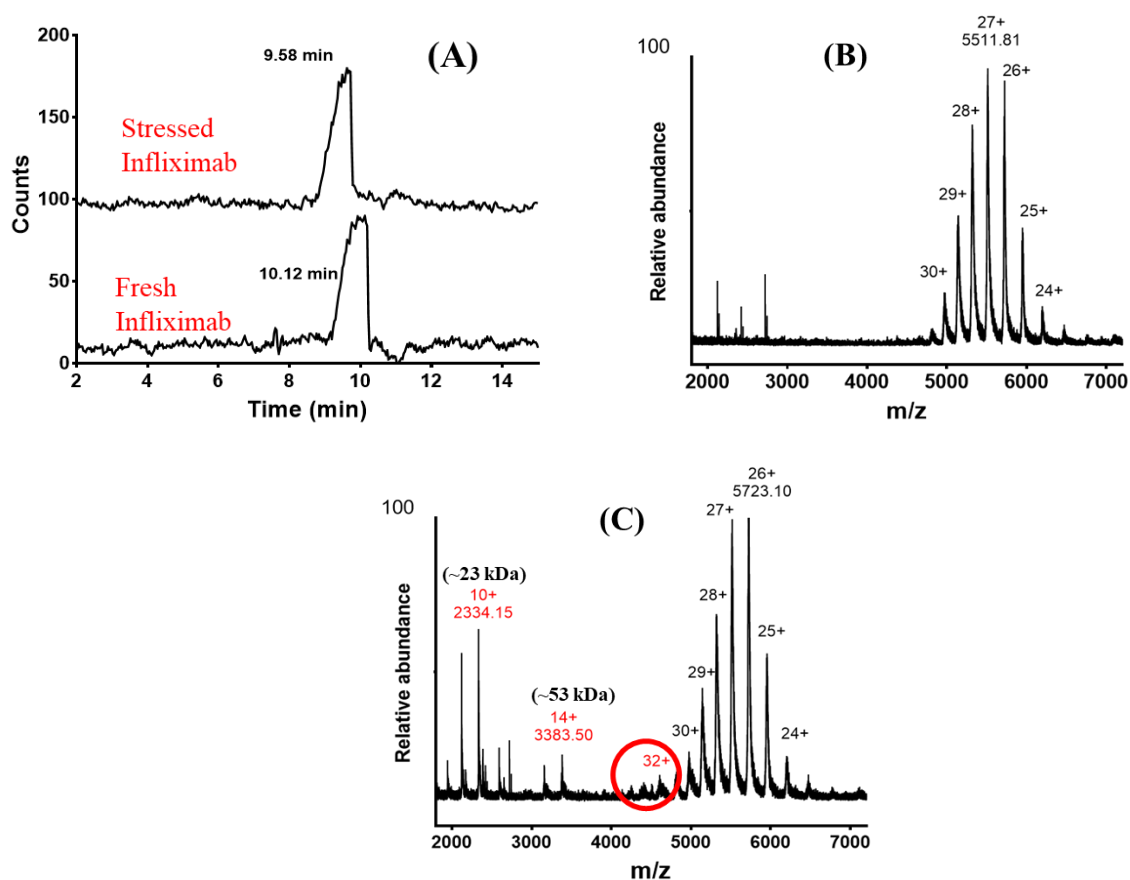 (A)
200
150
100
50
0
Counts
9.58 min
Stressed
Infliximab
10.12 min
Fresh
Infliximab
2 4 6 8 10 12 14
Time (min)
(B)
100
Relative abundance
27+
5511.81
26+
28+
29+
25+
30+
24+
2000 3000 4000 5000 6000 7000
m/z
(C)
100
Relative abundance
26+
5723.10
27+
(~23 kDa)
10+
2334.15
28+
25+
29+
(~53 kDa)
14+
3383.50
30+
24+
32+
2000 3000 4000 5000 6000 7000
m/z